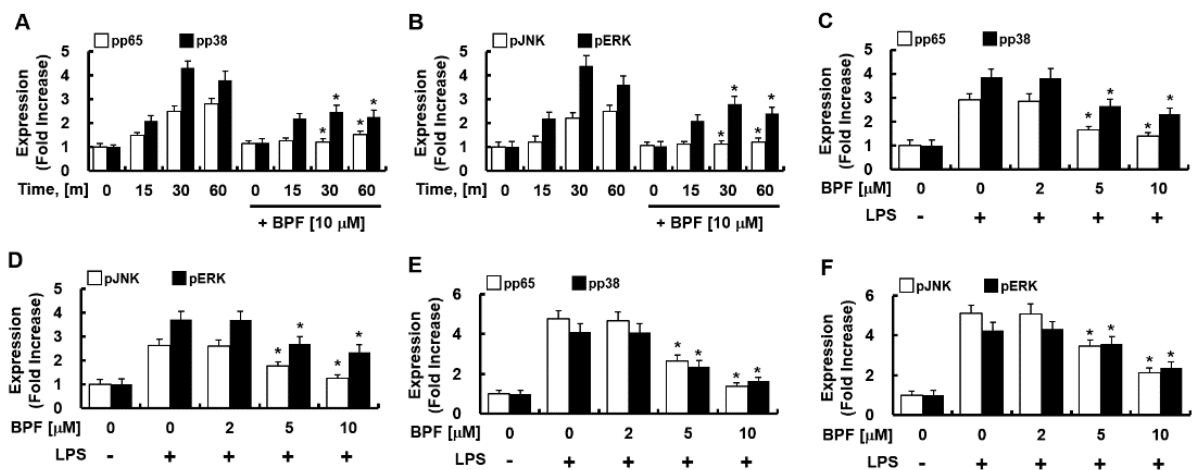 A
pp65 pp38
Expression
(Fold Increase)
5
4
3
2
1
0
Time, [m] 0 15 30 60 0 15 30 60
* * * *
+ BPF [10 μM]
B
pJNK pERK
Expression
(Fold Increase)
5
4
3
2
1
0
Time, [m] 0 15 30 60 0 15 30 60
* * * *
+ BPF [10 μM]
C
pp65 pp38
Expression
(Fold Increase)
5
4
3
2
1
0
* * * *
BPF [μM] 0 0 2 5 10
LPS - + + + +
D
pJNK pERK
Expression
(Fold Increase)
5
4
3
2
1
0
* * * *
BPF [μM] 0 0 2 5 10
LPS - + + + +
E
pp65 pp38
Expression
(Fold Increase)
6
4
2
0
* * * *
BPF [μM] 0 0 2 5 10
LPS - + + + +
F
pJNK pERK
Expression
(Fold Increase)
6
4
2
0
* * * *
BPF [μM] 0 0 2 5 10
LPS - + + + +